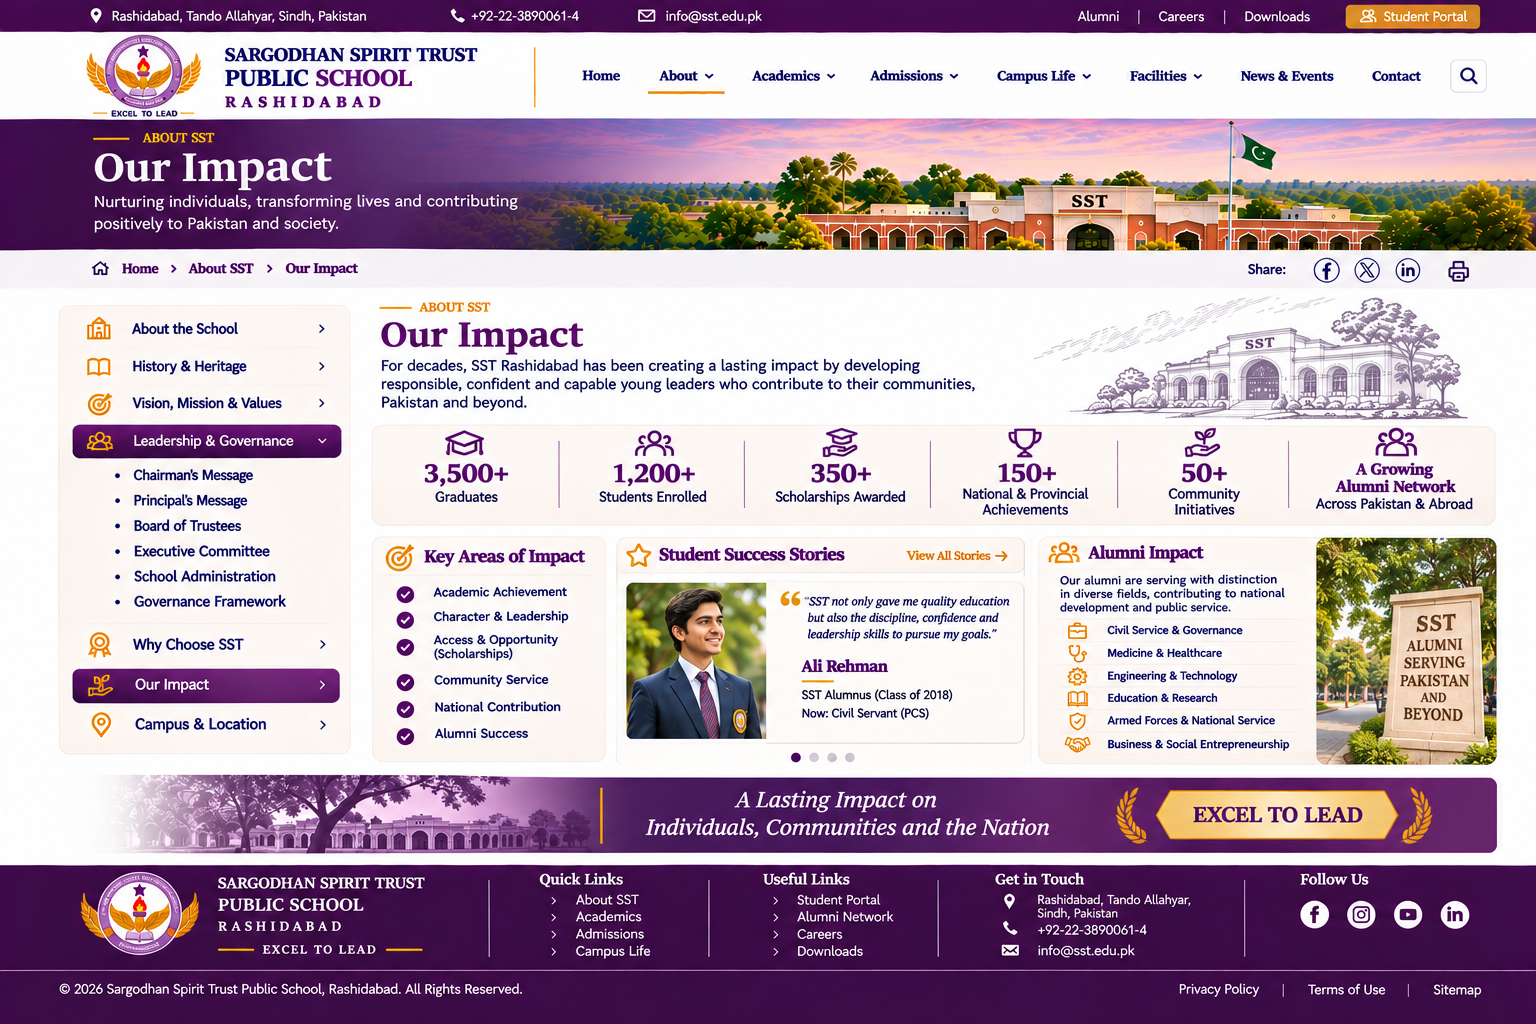 Rashidabad, Tando Allahyar, Sindh, Pakistan
+92-22-3890061-4
info@sst.edu.pk
Alumni
Careers
Downloads
Student Portal
EXCEL TO LEAD
SARGODHAN SPIRIT TRUST
PUBLIC SCHOOL
RASHIDABAD
Home
About
Academics
Admissions
Campus Life
Facilities
News & Events
Contact
ABOUT SST
Our Impact
Nurturing individuals, transforming lives and contributing
positively to Pakistan and society.
SST
Home > About SST > Our Impact
Share:
About the School
History & Heritage
Vision, Mission & Values
Leadership & Governance
• Chairman's Message
• Principal's Message
• Board of Trustees
• Executive Committee
• School Administration
• Governance Framework
Why Choose SST
Our Impact
Campus & Location
ABOUT SST
Our Impact
For decades, SST Rashidabad has been creating a lasting impact by developing
responsible, confident and capable young leaders who contribute to their communities,
Pakistan and beyond.
SST
3,500+
Graduates
1,200+
Students Enrolled
350+
Scholarships Awarded
150+
National & Provincial
Achievements
50+
Community
Initiatives
A Growing
Alumni Network
Across Pakistan & Abroad
Key Areas of Impact
Academic Achievement
Character & Leadership
Access & Opportunity
(Scholarships)
Community Service
National Contribution
Alumni Success
Student Success Stories
View All Stories →
"SST not only gave me quality education
but also the discipline, confidence and
leadership skills to pursue my goals."
Ali Rehman
SST Alumnus (Class of 2018)
Now: Civil Servant (PCS)
Alumni Impact
Our alumni are serving with distinction
in diverse fields, contributing to national
development and public service.
Civil Service & Governance
Medicine & Healthcare
Engineering & Technology
Education & Research
Armed Forces & National Service
Business & Social Entrepreneurship
SST
ALUMNI
SERVING
PAKISTAN
AND
BEYOND
A Lasting Impact on
Individuals, Communities and the Nation
EXCEL TO LEAD
SARGODHAN SPIRIT TRUST
PUBLIC SCHOOL
RASHIDABAD
EXCEL TO LEAD
Quick Links
> About SST
> Academics
> Admissions
> Campus Life
Useful Links
> Student Portal
> Alumni Network
> Careers
> Downloads
Get in Touch
Rashidabad, Tando Allahyar,
Sindh, Pakistan
+92-22-3890061-4
info@sst.edu.pk
Follow Us
© 2026 Sargodhan Spirit Trust Public School, Rashidabad. All Rights Reserved.
Privacy Policy
Terms of Use
Sitemap